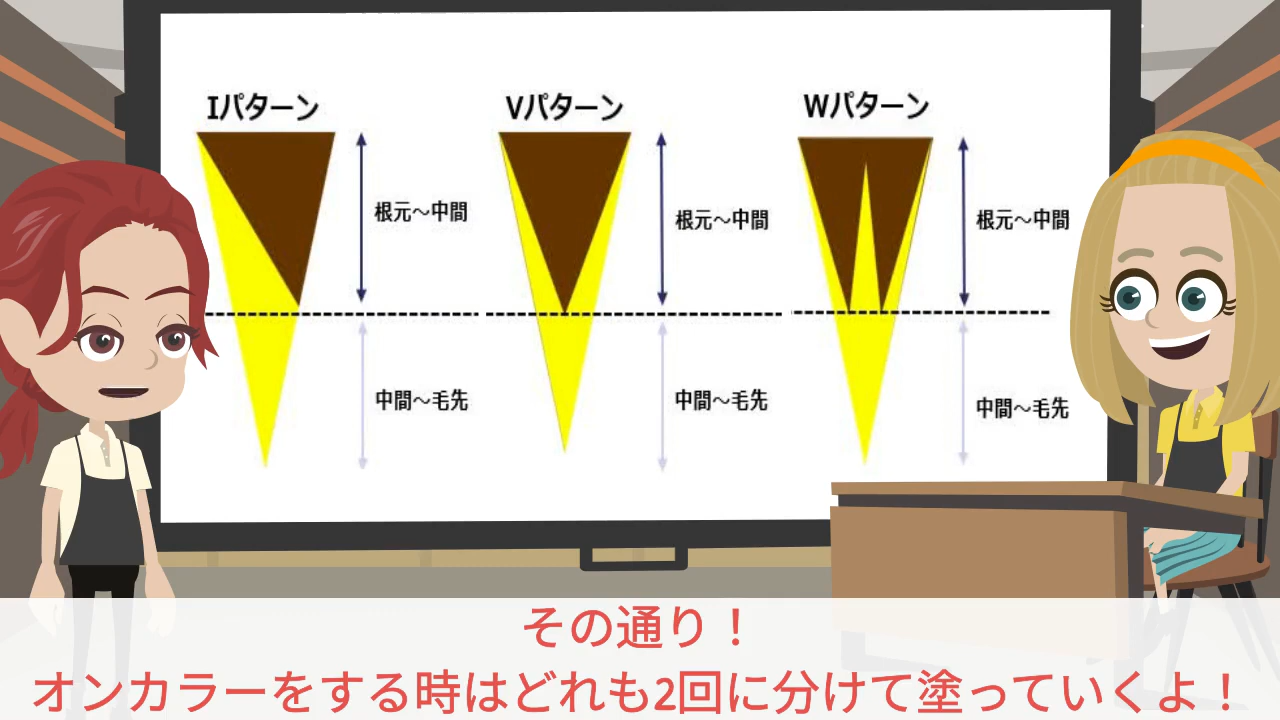 Iパターン
Vパターン
Wパターン
根元～中間
根元～中間
根元～中間
中間～毛先
中間～毛先
中間～毛先
その通り！
オンカラーをする時はどれも2回に分けて塗っていくよ！